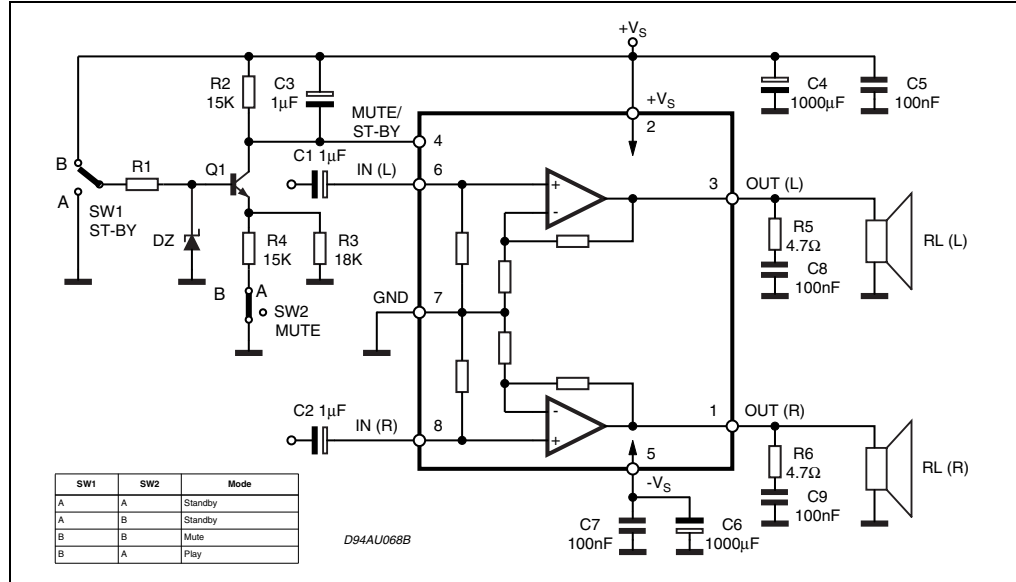 +VS
R2
15K
C3
1μF
C4
1000μF
C5
100nF
+VS
2
MUTE/
ST-BY
4
B
A
SW1
ST-BY
R1
Q1
C1 1μF
IN (L)
6
+
-
3
OUT (L)
DZ
R4
15K
R3
18K
R5
4.7Ω
C8
100nF
RL (L)
B
A
SW2
MUTE
GND
7
C2 1μF
IN (R)
8
-
+
1
OUT (R)
5
-VS
R6
4.7Ω
C9
100nF
RL (R)
C7
100nF
C6
1000μF
SW1 SW2 Mode
A A Standby
A B Standby
B B Mute
B A Play
D94AU068B